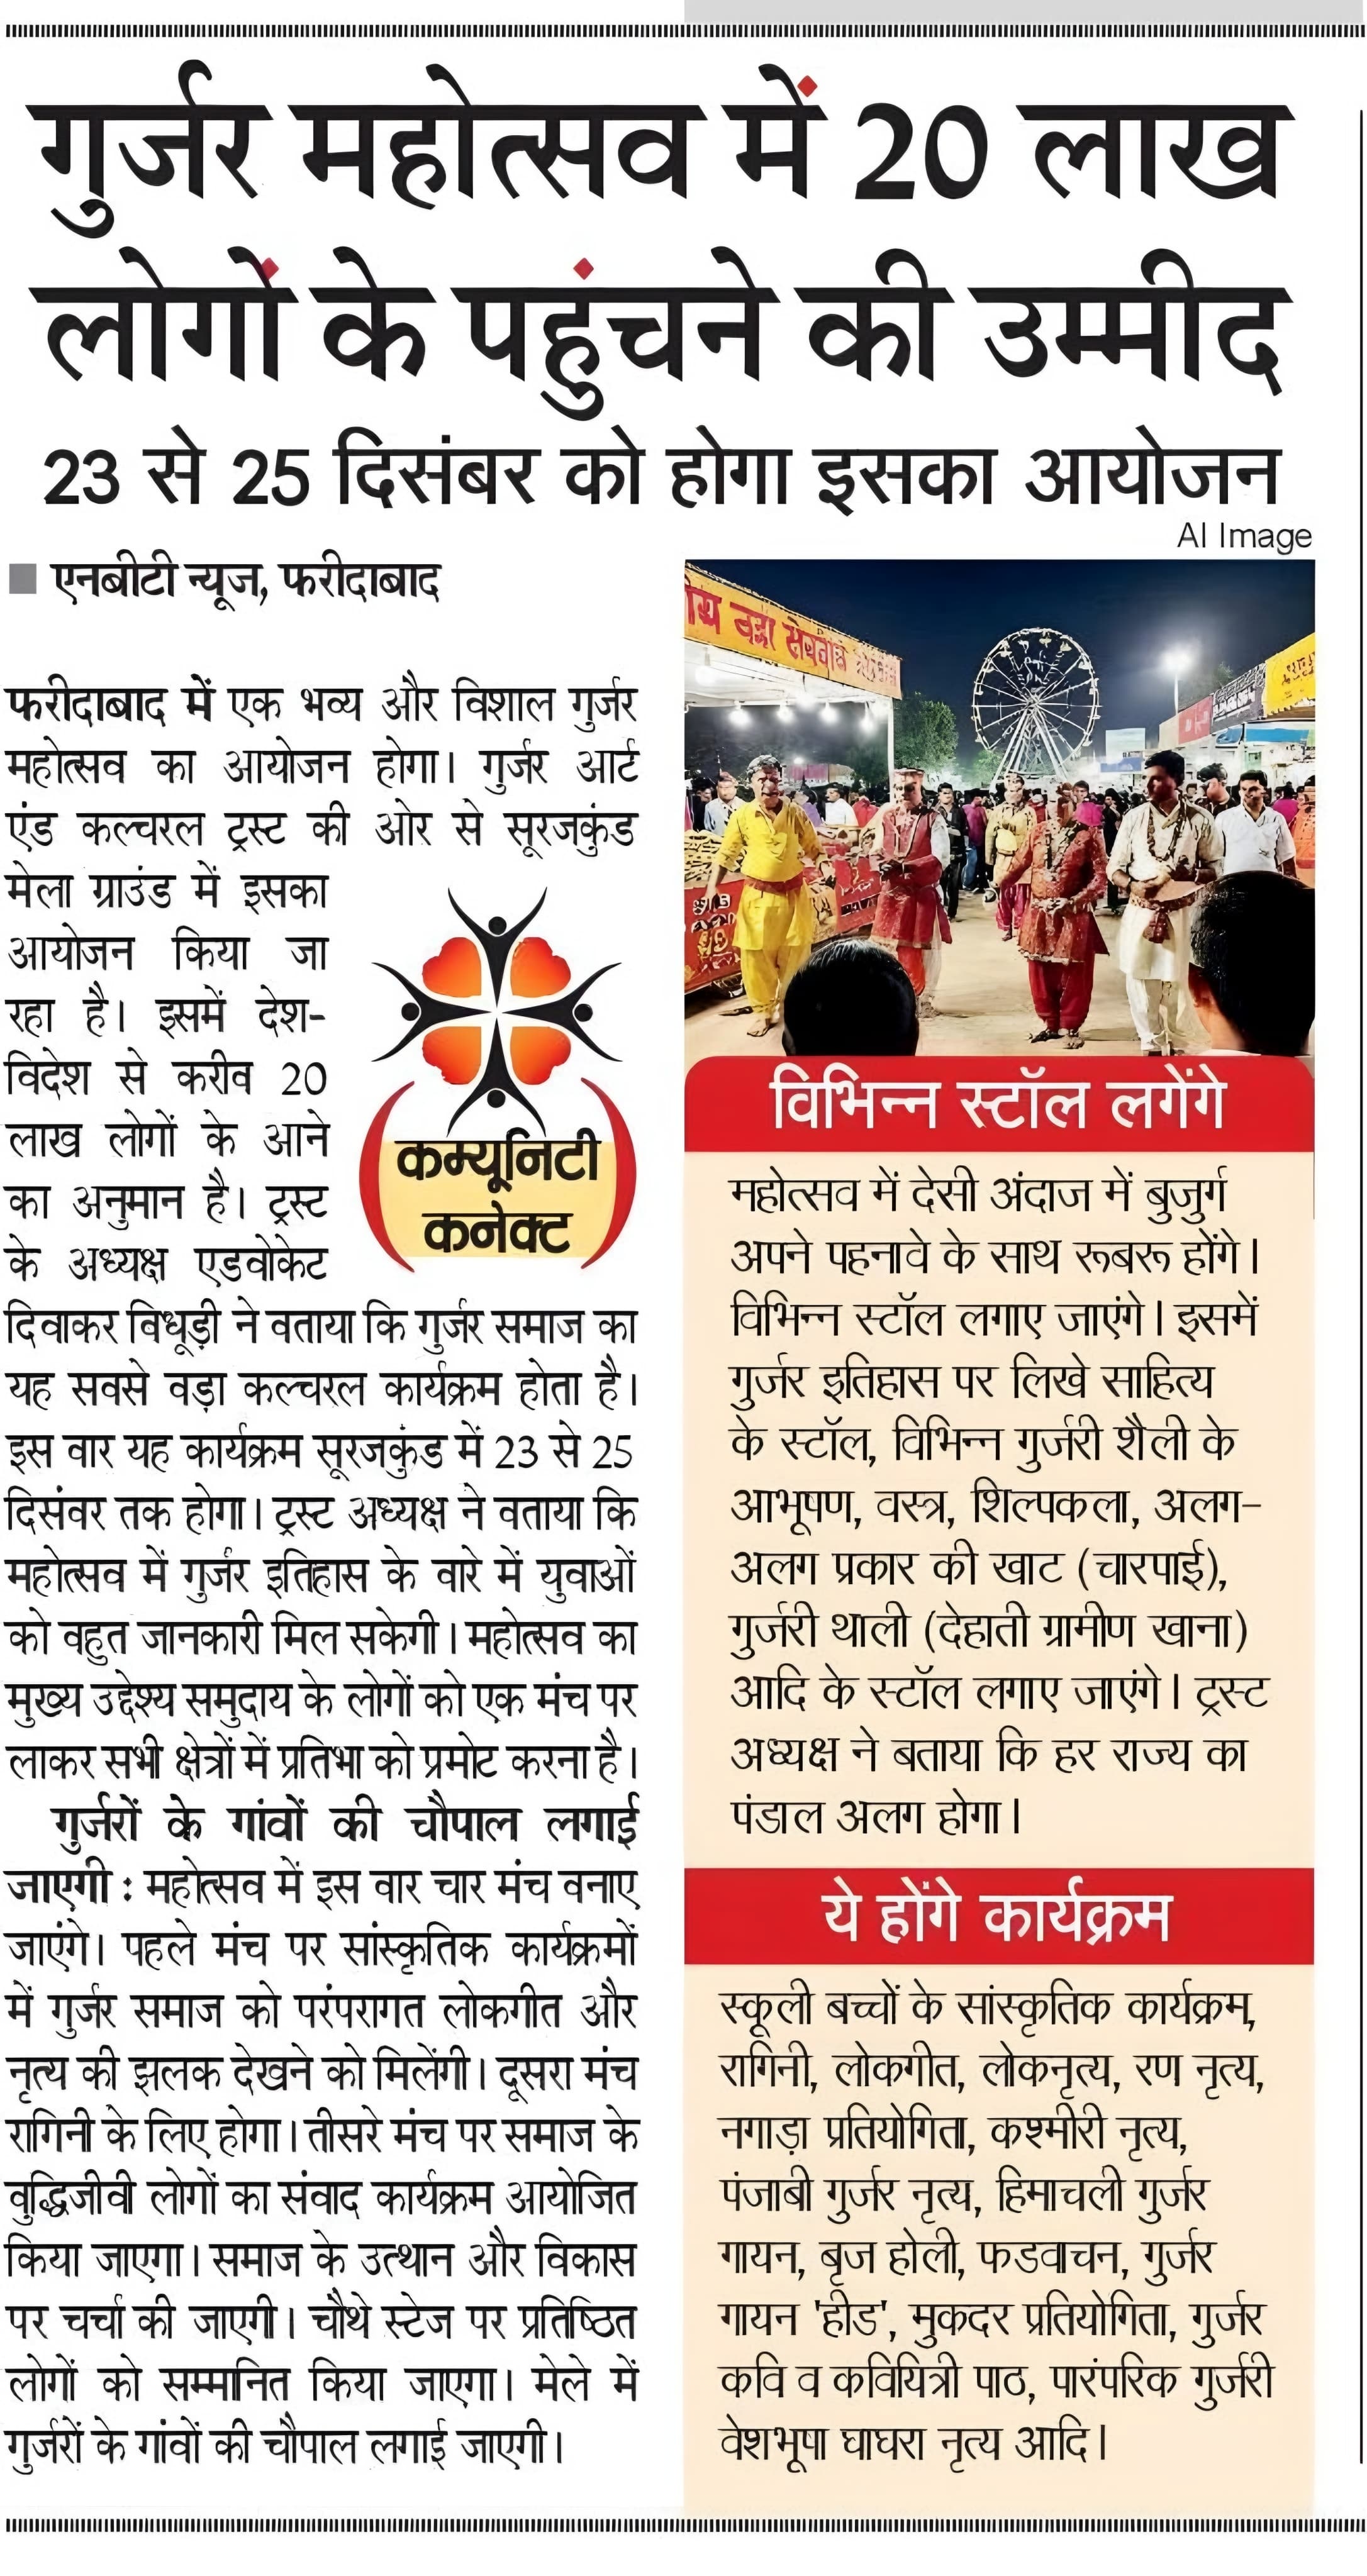 गुर्जर महोत्सव में 20 लाख
लोगों के पहुंचने की उम्मीद
23 से 25 दिसंबर को होगा इसका आयोजन
AI Image
एनबीटी न्यूज, फरीदाबाद
फरीदाबाद में एक भव्य और विशाल गुर्जर
महोत्सव का आयोजन होगा। गुर्जर आर्ट
एंड कल्चरल ट्रस्ट की ओर से सूरजकुंड
मेला ग्राउंड में इसका
आयोजन किया जा
रहा है। इसमें देश-
विदेश से करीव 20
लाख लोगों के आने
का अनुमान है। ट्रस्ट
के अध्यक्ष एडवोकेट
दिवाकर विधूड़ी ने वताया कि गुर्जर समाज का
यह सवसे वड़ा कल्चरल कार्यक्रम होता है।
इस वार यह कार्यक्रम सूरजकुंड में 23 से 25
दिसंवर तक होगा। ट्रस्ट अध्यक्ष ने वताया कि
महोत्सव में गुर्जर इतिहास के वारे में युवाओं
को वहुत जानकारी मिल सकेगी। महोत्सव का
मुख्य उद्देश्य समुदाय के लोगों को एक मंच पर
लाकर सभी क्षेत्रों में प्रतिभा को प्रमोट करना है।
गुर्जरों के गांवों की चौपाल लगाई
जाएगी : महोत्सव में इस वार चार मंच वनाए
जाएंगे। पहले मंच पर सांस्कृतिक कार्यक्रमों
में गुर्जर समाज को परंपरागत लोकगीत और
नृत्य की झलक देखने को मिलेंगी। दूसरा मंच
रागिनी के लिए होगा। तीसरे मंच पर समाज के
वुद्धिजीवी लोगों का संवाद कार्यक्रम आयोजित
किया जाएगा। समाज के उत्थान और विकास
पर चर्चा की जाएगी। चौथे स्टेज पर प्रतिष्ठित
लोगों को सम्मानित किया जाएगा। मेले में
गुर्जरों के गांवों की चौपाल लगाई जाएगी।
कम्यूनिटी
कनेक्ट
विभिन्न स्टॉल लगेंगे
महोत्सव में देसी अंदाज में बुजुर्ग
अपने पहनावे के साथ रूबरू होंगे।
विभिन्न स्टॉल लगाए जाएंगे। इसमें
गुर्जर इतिहास पर लिखे साहित्य
के स्टॉल, विभिन्न गुर्जरी शैली के
आभूषण, वस्त्र, शिल्पकला, अलग-
अलग प्रकार की खाट (चारपाई),
गुर्जरी थाली (देहाती ग्रामीण खाना)
आदि के स्टॉल लगाए जाएंगे। ट्रस्ट
अध्यक्ष ने बताया कि हर राज्य का
पंडाल अलग होगा।
ये होंगे कार्यक्रम
स्कूली बच्चों के सांस्कृतिक कार्यक्रम,
रागिनी, लोकगीत, लोकनृत्य, रण नृत्य,
नगाड़ा प्रतियोगिता, कश्मीरी नृत्य,
पंजाबी गुर्जर नृत्य, हिमाचली गुर्जर
गायन, बृज होली, फडवाचन, गुर्जर
गायन 'हीड', मुकदर प्रतियोगिता, गुर्जर
कवि व कवियित्री पाठ, पारंपरिक गुर्जरी
वेशभूषा घाघरा नृत्य आदि।